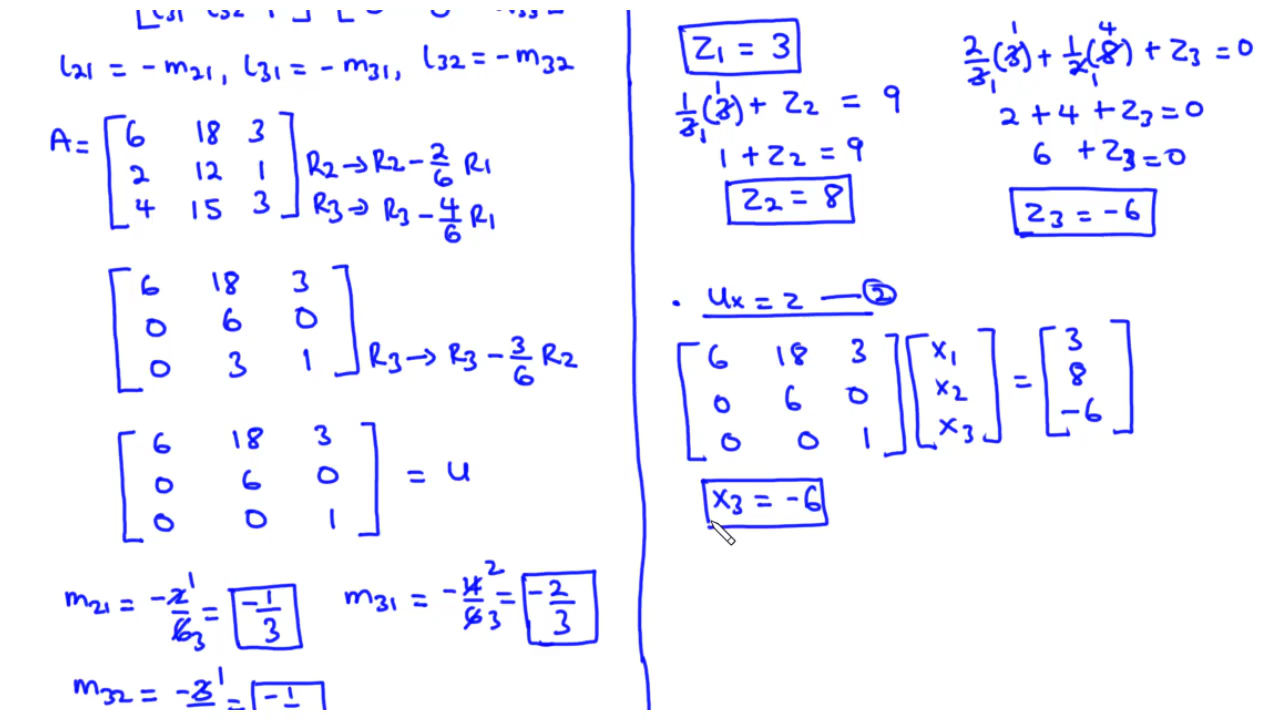 l21 = -m21, l31 = -m31, l32 = -m32
A = [6 18 3
2 12 1 R2 → R2 - 2/6 R1
4 15 3] R3 → R3 - 4/6 R1
[6 18 3
0 6 0
0 3 1] R3 → R3 - 3/6 R2
[6 18 3
0 6 0 = U
0 0 1]
m21 = -2/6 = -1/3 m31 = -4/6 = -2/3
m32 = -3
z1 = 3
1/3 (3) + z2 = 9
1 + z2 = 9
z2 = 8
2/3 (3) + 1/2 (8) + z3 = 0
2 + 4 + z3 = 0
6 + z3 = 0
z3 = -6
• Ux = z — ②
[6 18 3] [x1] = [3]
[0 6 0] [x2] [8]
[0 0 1] [x3] [-6]
x3 = -6